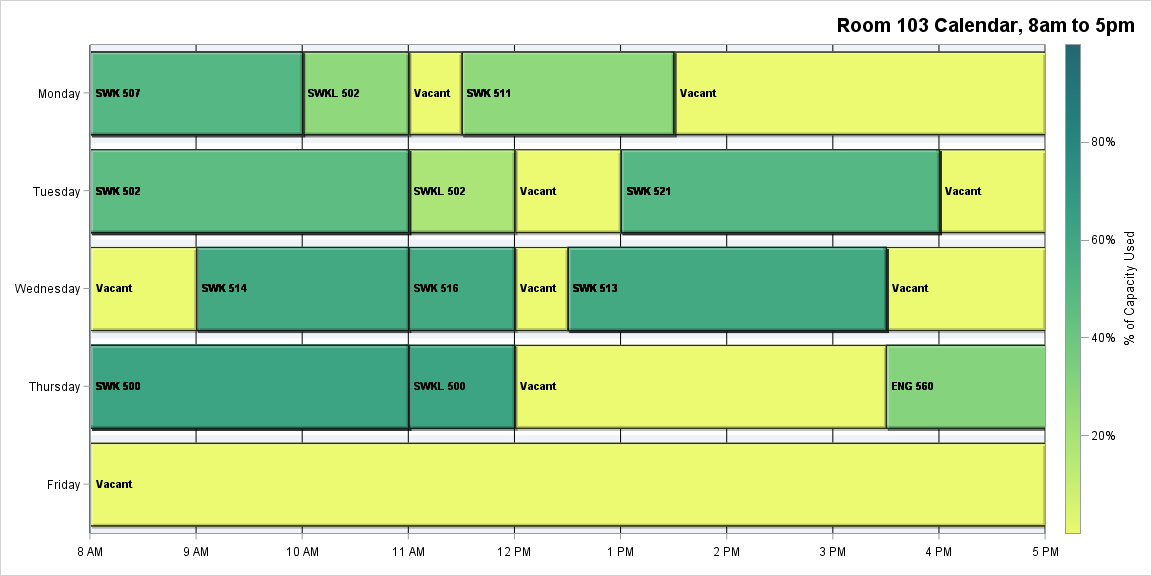 Room 103 Calendar, 8am to 5pm
Monday
SWK 507
SWKL 502
Vacant
SWK 511
Vacant
Tuesday
SWK 502
SWKL 502
Vacant
SWK 521
Vacant
Wednesday
Vacant
SWK 514
SWK 516
Vacant
SWK 513
Vacant
Thursday
SWK 500
SWKL 500
Vacant
ENG 560
Friday
Vacant
8 AM
9 AM
10 AM
11 AM
12 PM
1 PM
2 PM
3 PM
4 PM
5 PM
80%
60%
40%
20%
% of Capacity Used